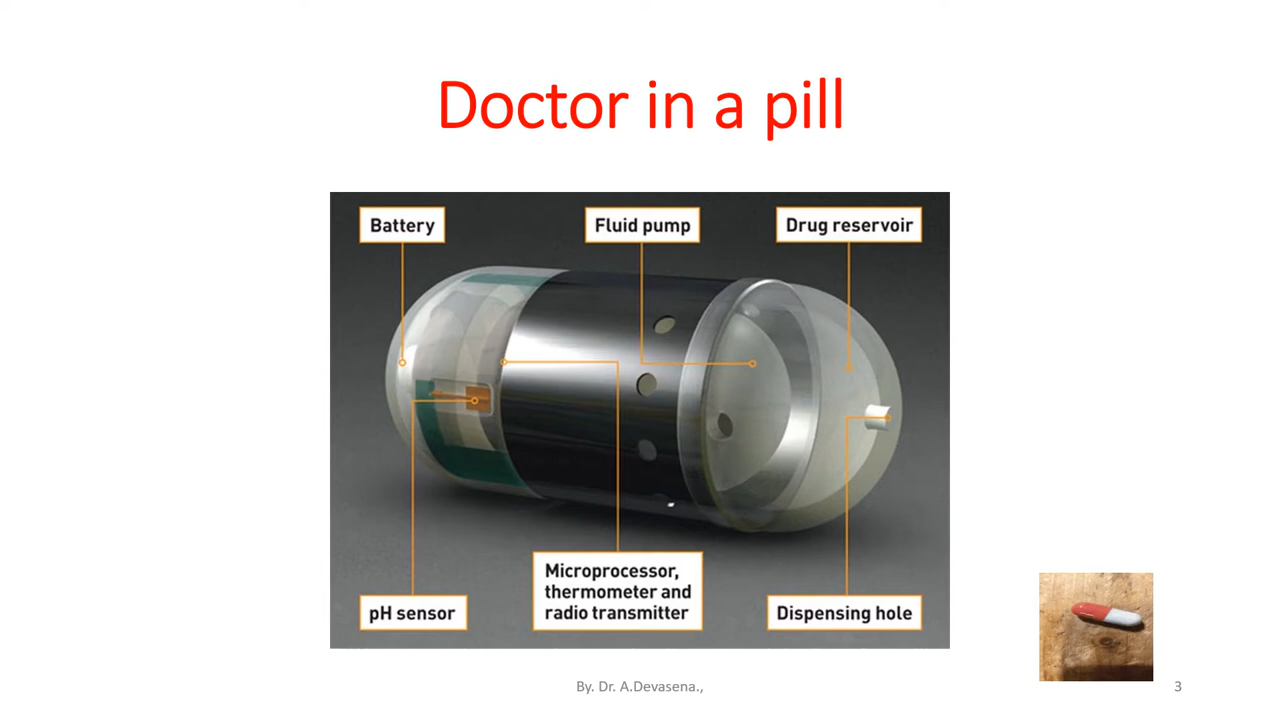 Doctor in a pill
Battery
Fluid pump
Drug reservoir
pH sensor
Microprocessor,
thermometer and
radio transmitter
Dispensing hole
By. Dr. A.Devasena.,
3